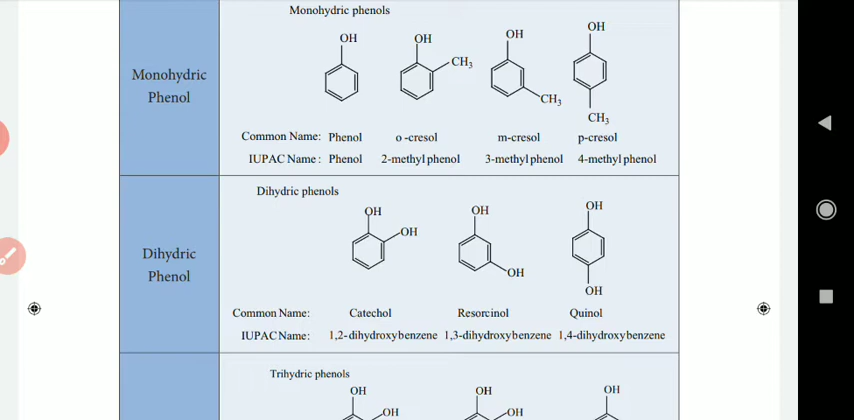 Monohydric phenols
Monohydric
Phenol
OH OH OH OH
CH3 CH3 CH3
Common Name: Phenol o -cresol m-cresol p-cresol
IUPAC Name : Phenol 2-methyl phenol 3-methyl phenol 4-methyl phenol
Dihydric phenols
Dihydric
Phenol
OH OH OH
OH OH OH
Common Name: Catechol Resorcinol Quinol
IUPAC Name: 1,2-dihydroxybenzene 1,3-dihydroxybenzene 1,4-dihydroxybenzene
Trihydric phenols
OH OH OH
OH OH